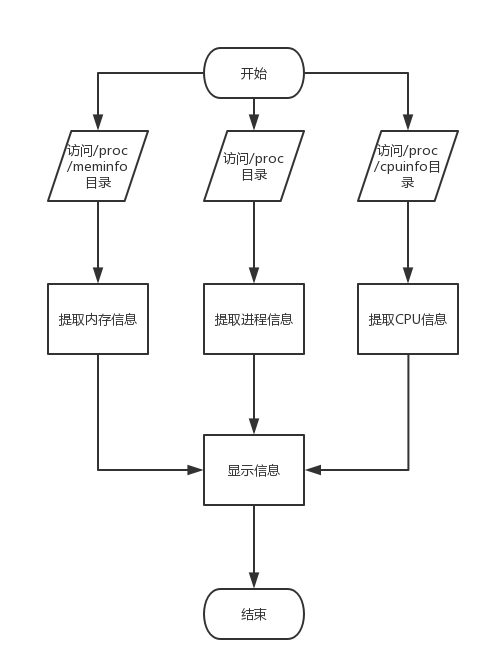 开始
访问/proc
/meminfo
目录
访问/proc
目录
访问/proc
/cpuinfo目
录
提取内存信息
提取进程信息
提取CPU信息
显示信息
结束